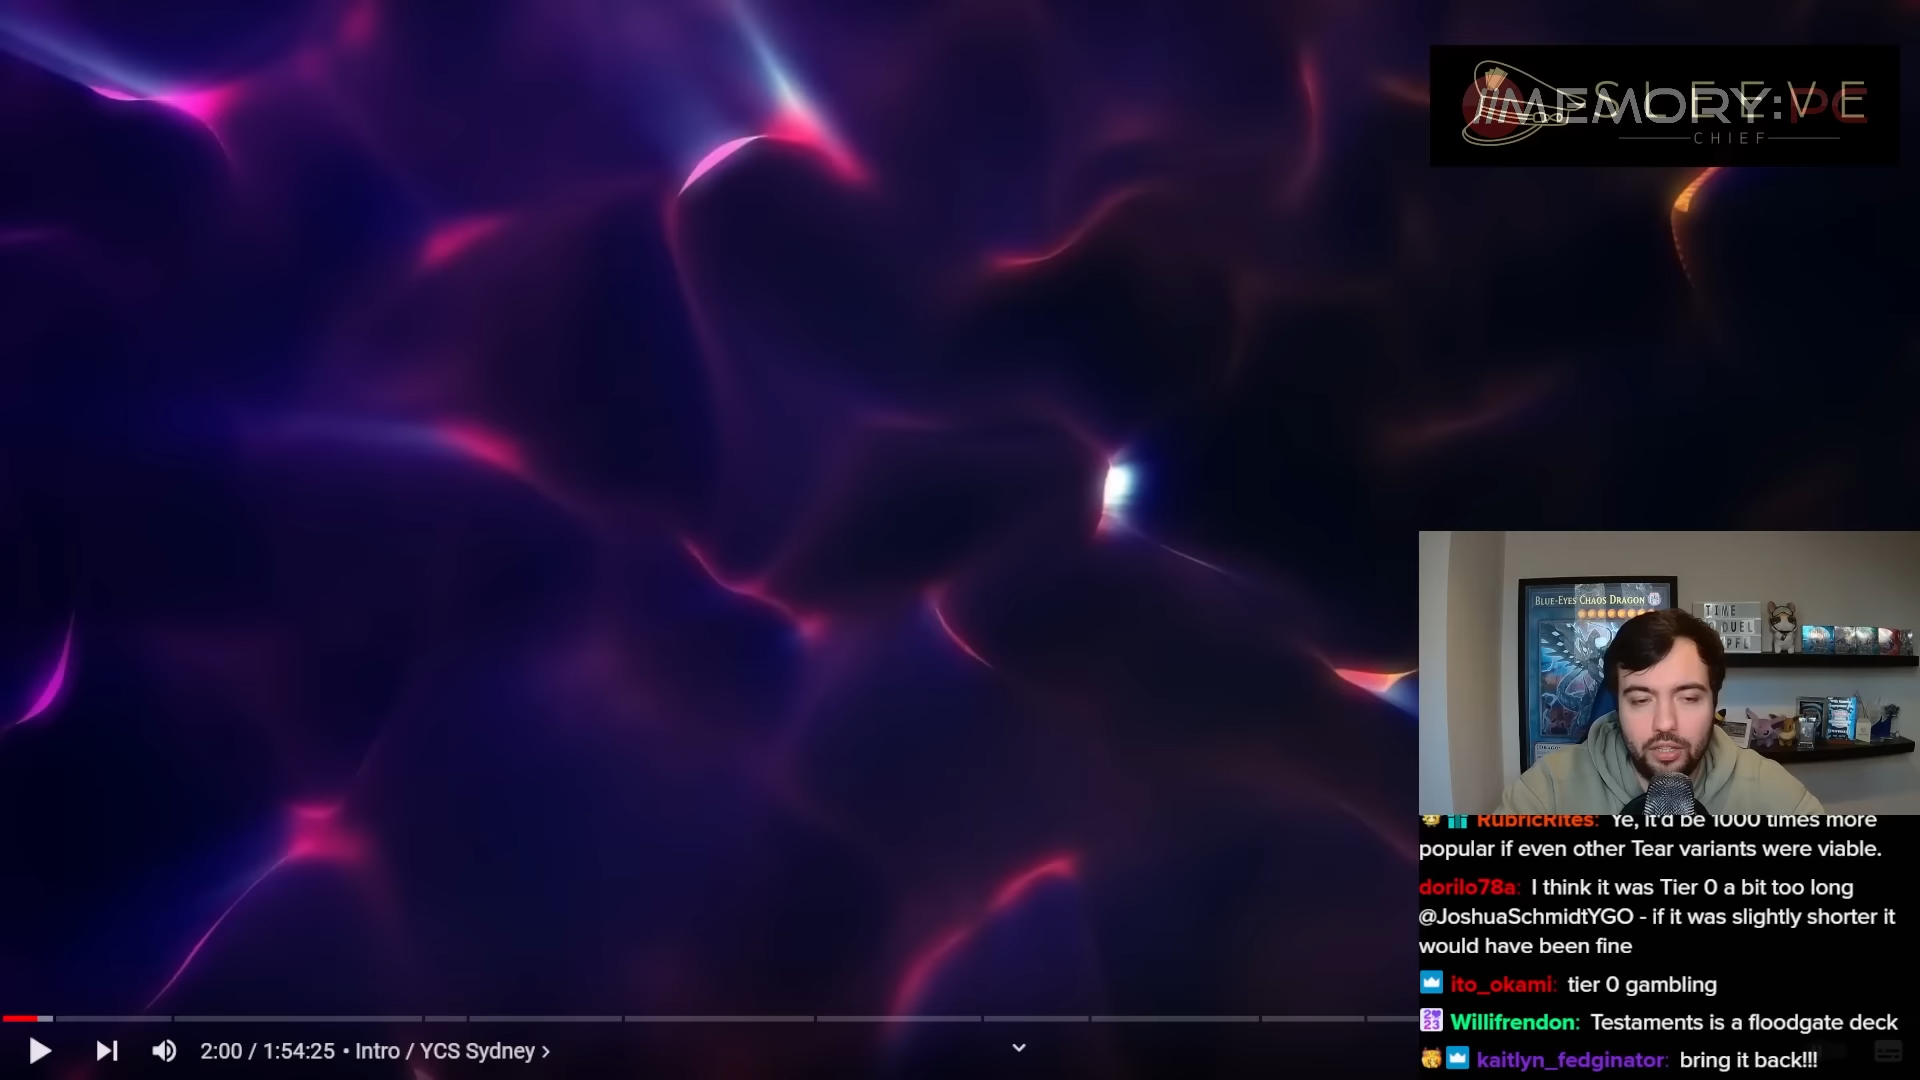 //MEMORY:PC
SLEEVE
CHIEF
BLUE-EYES CHAOS DRAGON
TIME
DUEL
RubricRites: Ye, it'd be 1000 times more
popular if even other Tear variants were viable.
dorilo78a: I think it was Tier 0 a bit too long
@JoshuaSchmidtYGO - if it was slightly shorter it
would have been fine
ito_okami: tier 0 gambling
Willifrendon: Testaments is a floodgate deck
kaitlyn_fedginator: bring it back!!!
2:00 / 1:54:25 • Intro / YCS Sydney >